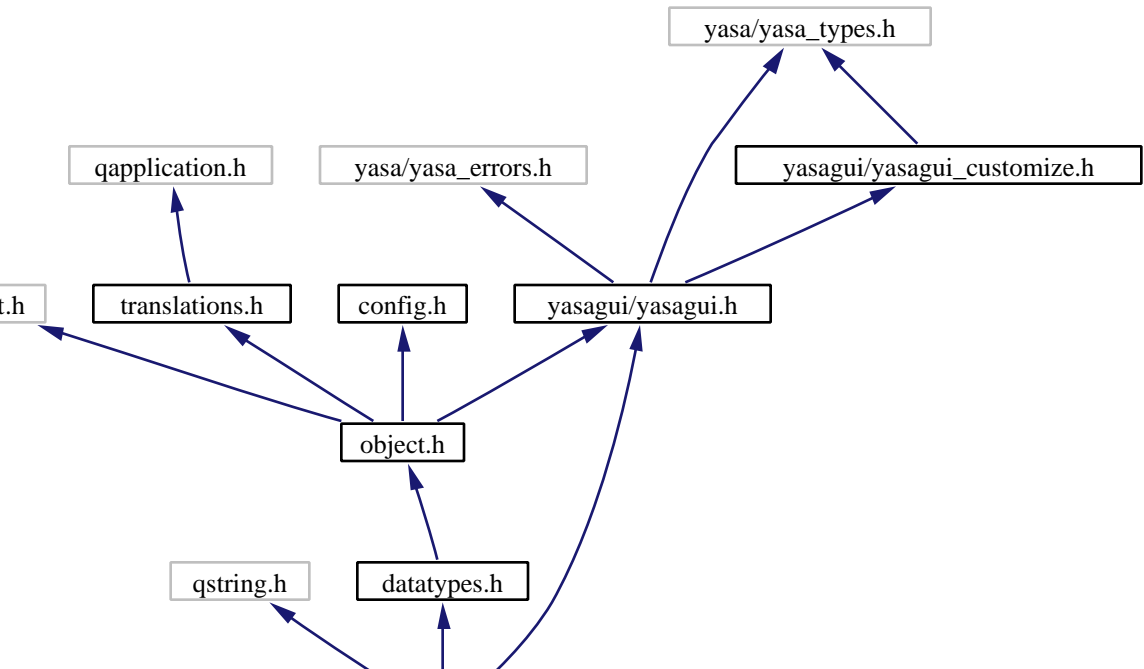 yasa/yasa_types.h
qapplication.h
yasa/yasa_errors.h
yasagui/yasagui_customize.h
t.h
translations.h
config.h
yasagui/yasagui.h
object.h
qstring.h
datatypes.h